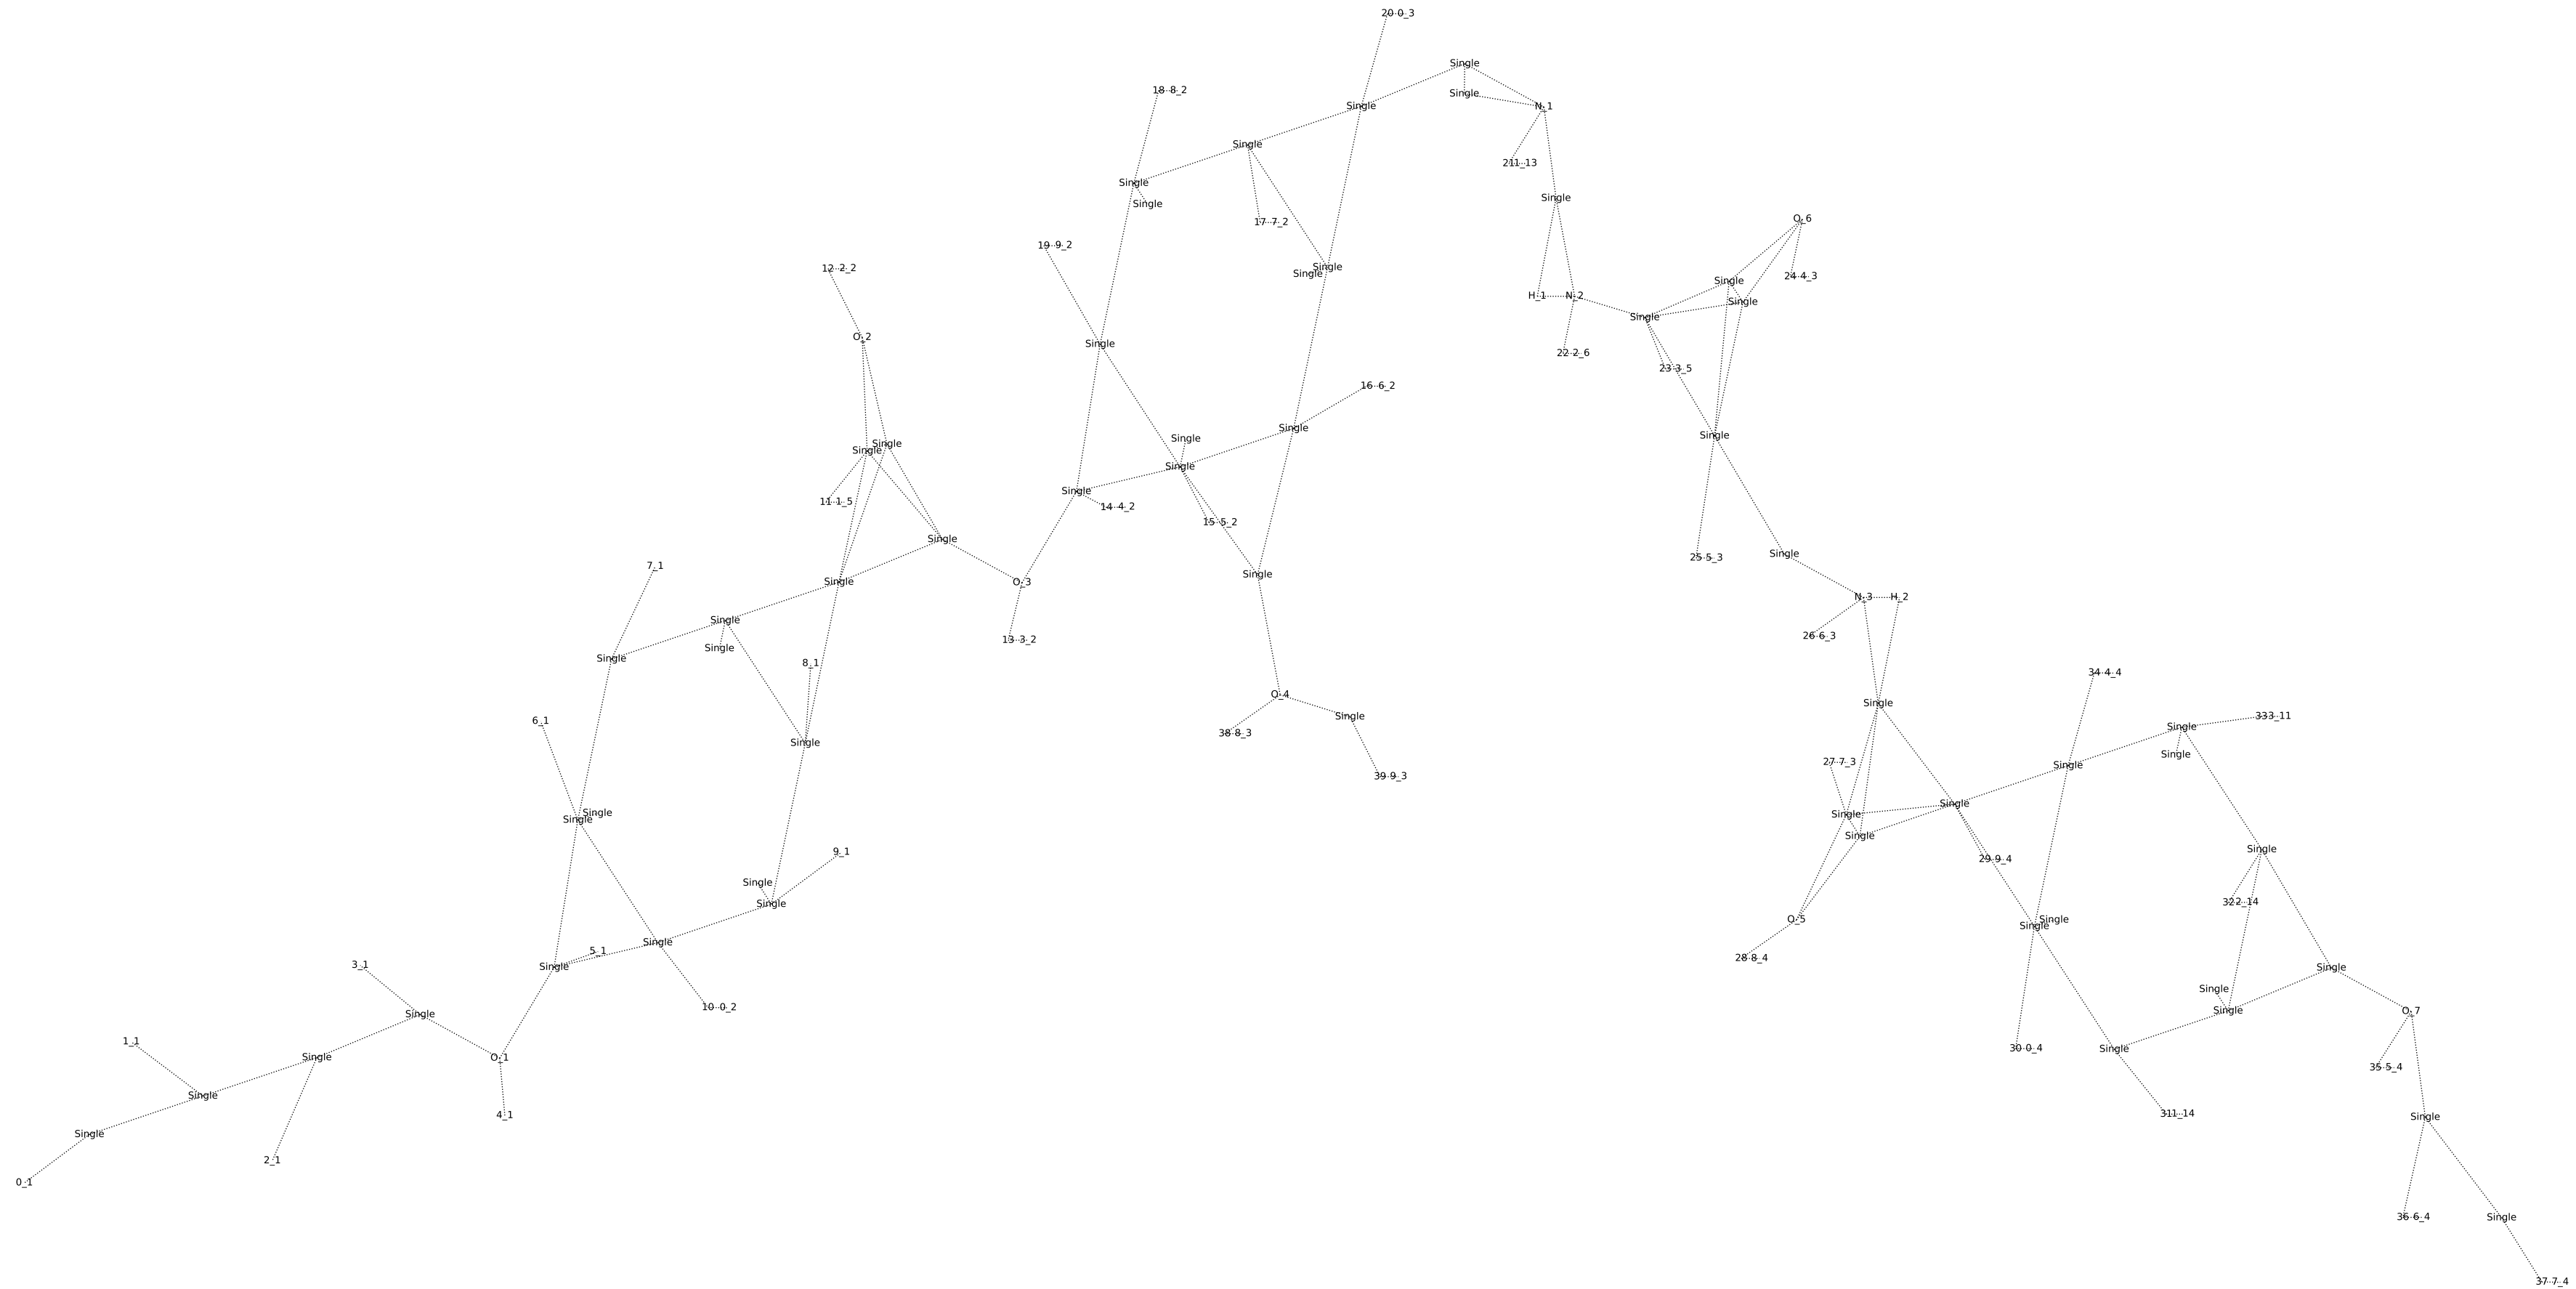 20 0_3
Single
18 8_2
Single
Single
N_1
Single
211_13
Single
Single
Single
17 7_2
O_6
19 9_2
12 2_2
Single
Single
24 4_3
Single
H_1
N_2
Single
Single
O_2
Single
22 2_6
23 3_5
16 6_2
Single
Single
Single
Single
Single
Single
Single
11 1_5
14 4_2
15 5_2
Single
Single
25 5_3
7_1
Single
Single
O_3
N_3
H_2
Single
13 3_2
26 6_3
Single
Single
8_1
34 4_4
O_4
Single
Single
333_11
6_1
Single
38 8_3
Single
Single
27 7_3
Single
39 9_3
Single
Single
Single
Single
Single
9_1
Single
29 9_4
Single
Single
322_14
O_5
Single
Single
Single
5_1
28 8_4
3_1
Single
Single
Single
10 0_2
Single
Single
O_7
1_1
30 0_4
Single
Single
O_1
35 5_4
Single
4_1
311_14
Single
Single
2_1
0_1
36 6_4
Single
37 7_4